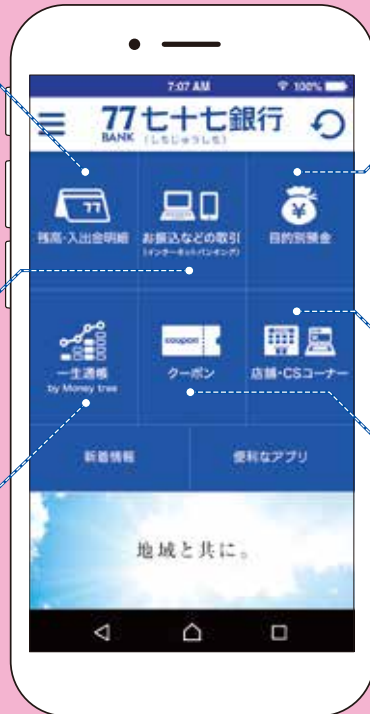 7:07 AM 100%
77 BANK 七十七銀行
(しちじゅうしち)
77
残高・入出金明細 お振込などの取引 目的別預金
(インターネットバンキング)
¥
coupon
一生通帳 クーポン 店舗・CSコーナー
by Money tree
新着情報 便利なアプリ
地域と共に。